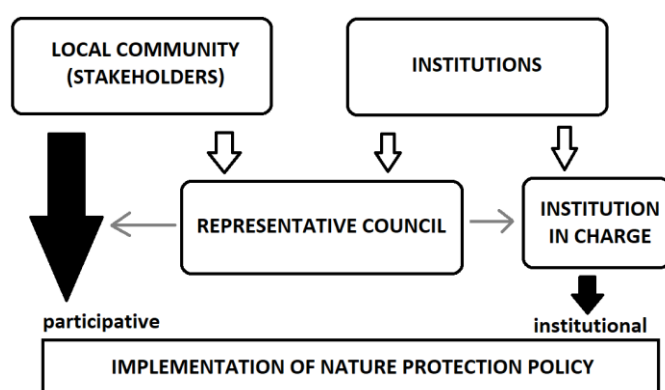 LOCAL COMMUNITY
(STAKEHOLDERS)
INSTITUTIONS
REPRESENTATIVE COUNCIL
INSTITUTION
IN CHARGE
participative
institutional
IMPLEMENTATION OF NATURE PROTECTION POLICY